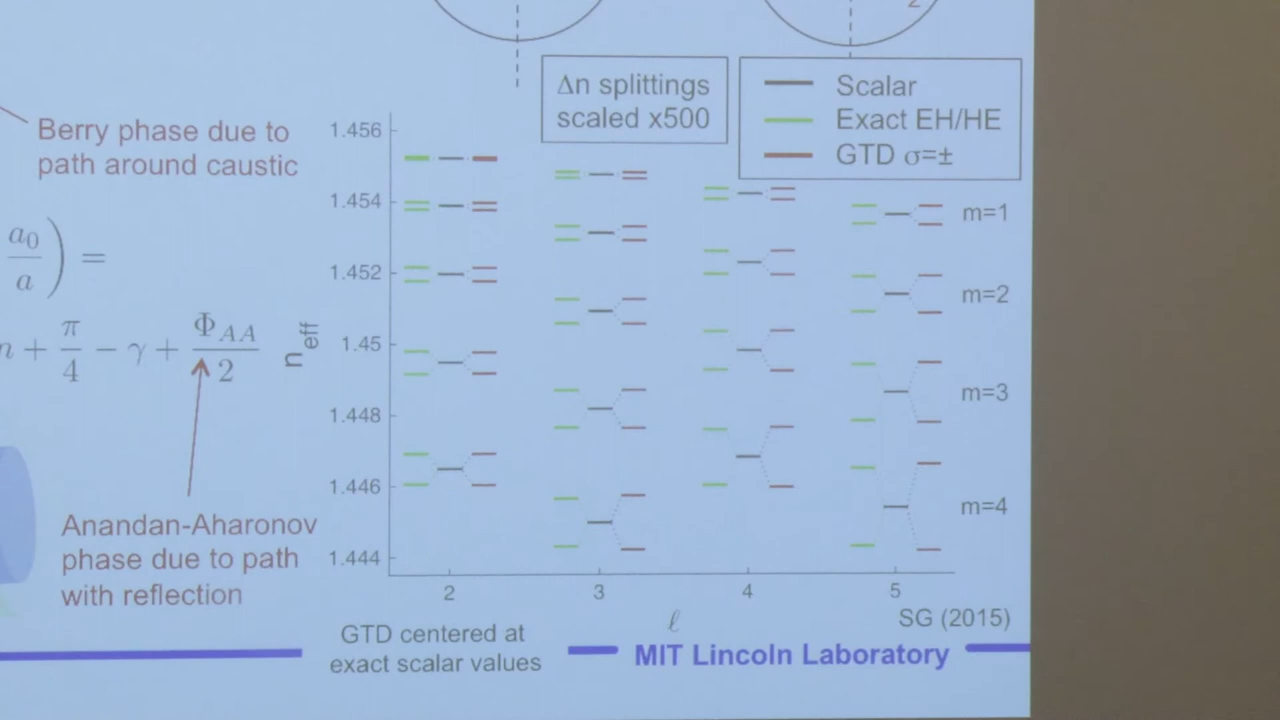 2
Δn splittings
scaled x500
Scalar
Exact EH/HE
GTD σ=±
Berry phase due to
path around caustic
a₀
a
) =
n + π/4 − γ + Φ_AA/2
Anandan-Aharonov
phase due to path
with reflection
n_eff
1.456
1.454
1.452
1.45
1.448
1.446
1.444
m=1
m=2
m=3
m=4
2 3 4 5
ℓ
SG (2015)
GTD centered at
exact scalar values
MIT Lincoln Laboratory